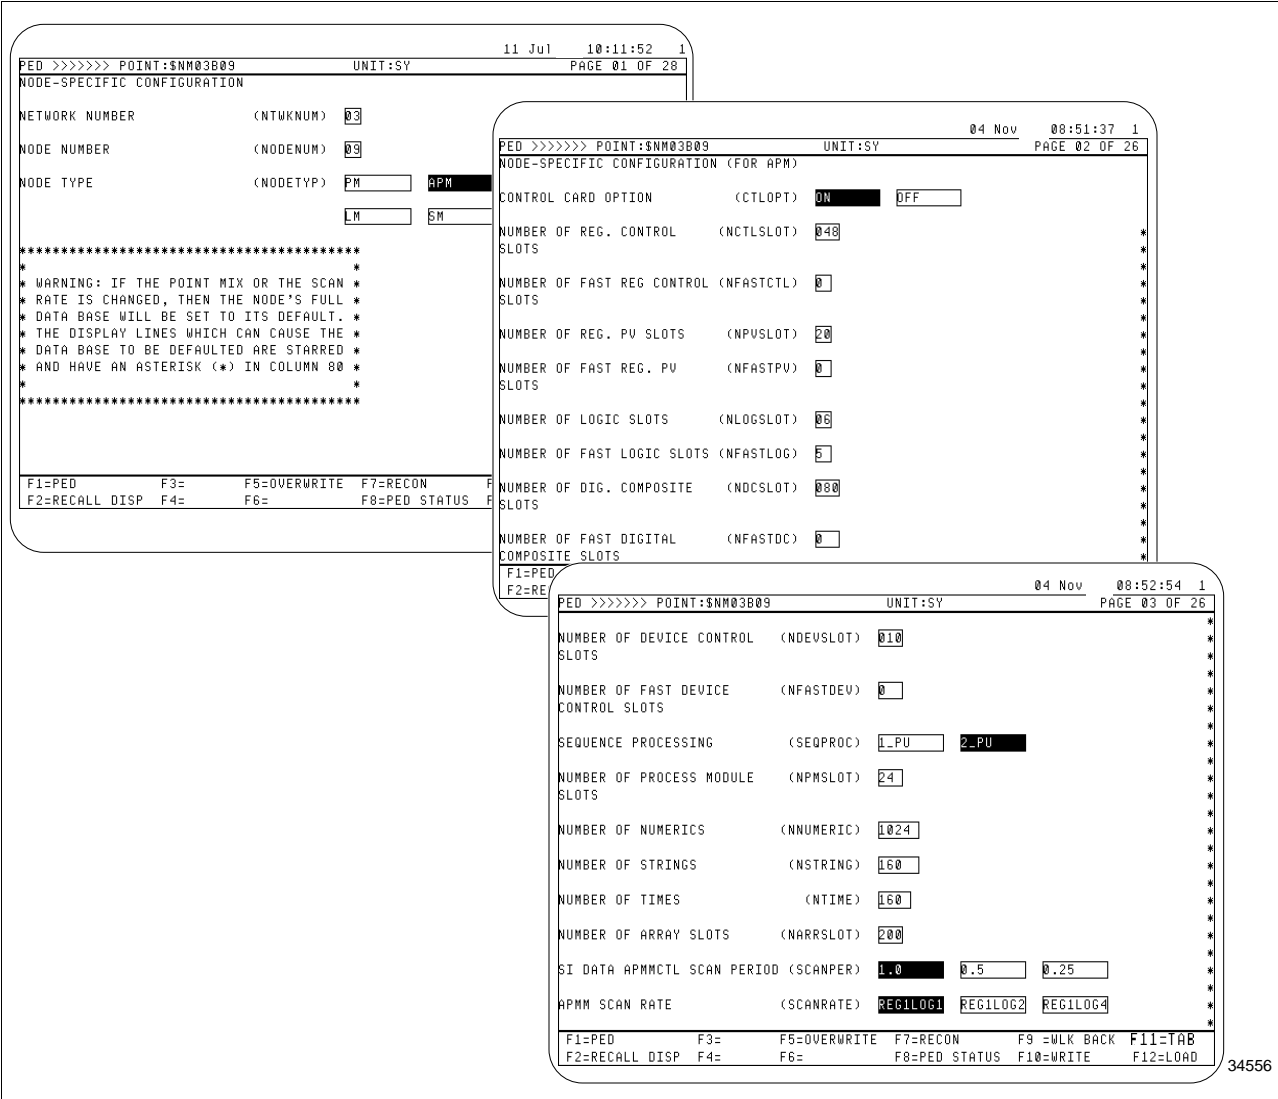 11 Jul 10:11:52 1
PED >>>>>>> POINT:$NM03B09 UNIT:SY PAGE 01 OF 28
NODE-SPECIFIC CONFIGURATION
NETWORK NUMBER (NTWKNUM) 03
NODE NUMBER (NODENUM) 09
NODE TYPE (NODETYP) PM APM
LM SM
*****************************************
* *
* WARNING: IF THE POINT MIX OR THE SCAN *
* RATE IS CHANGED, THEN THE NODE'S FULL *
* DATA BASE WILL BE SET TO ITS DEFAULT. *
* THE DISPLAY LINES WHICH CAN CAUSE THE *
* DATA BASE TO BE DEFAULTED ARE STARRED *
* AND HAVE AN ASTERISK (*) IN COLUMN 80 *
* *
*****************************************
F1=PED F3= F5=OVERWRITE F7=RECON F
F2=RECALL DISP F4= F6= F8=PED STATUS F
04 Nov 08:51:37 1
PED >>>>>>> POINT:$NM03B09 UNIT:SY PAGE 02 OF 26
NODE-SPECIFIC CONFIGURATION (FOR APM)
CONTROL CARD OPTION (CTLOPT) ON OFF
NUMBER OF REG. CONTROL (NCTLSLOT) 048 *
SLOTS *
*
NUMBER OF FAST REG CONTROL (NFASTCTL) 0 *
SLOTS *
*
NUMBER OF REG. PV SLOTS (NPVSLOT) 20 *
*
NUMBER OF FAST REG. PV (NFASTPV) 0 *
SLOTS *
*
NUMBER OF LOGIC SLOTS (NLOGSLOT) 06 *
*
NUMBER OF FAST LOGIC SLOTS (NFASTLOG) 5 *
*
NUMBER OF DIG. COMPOSITE (NDCSLOT) 080 *
SLOTS *
*
NUMBER OF FAST DIGITAL (NFASTDC) 0 *
COMPOSITE SLOTS *
F1=PED
F2=RE
04 Nov 08:52:54 1
PED >>>>>>> POINT:$NM03B09 UNIT:SY PAGE 03 OF 26
*
NUMBER OF DEVICE CONTROL (NDEVSLOT) 010 *
SLOTS *
*
NUMBER OF FAST DEVICE (NFASTDEV) 0 *
CONTROL SLOTS *
*
SEQUENCE PROCESSING (SEQPROC) 1_PU 2_PU *
*
NUMBER OF PROCESS MODULE (NPMSLOT) 24 *
SLOTS *
*
NUMBER OF NUMERICS (NNUMERIC) 1024 *
*
NUMBER OF STRINGS (NSTRING) 160 *
*
NUMBER OF TIMES (NTIME) 160 *
*
NUMBER OF ARRAY SLOTS (NARRSLOT) 200 *
*
SI DATA APMMCTL SCAN PERIOD (SCANPER) 1.0 0.5 0.25 *
*
APMM SCAN RATE (SCANRATE) REG1LOG1 REG1LOG2 REG1LOG4 *
*
F1=PED F3= F5=OVERWRITE F7=RECON F9 =WLK BACK F11=TAB
F2=RECALL DISP F4= F6= F8=PED STATUS F10=WRITE F12=LOAD
34556